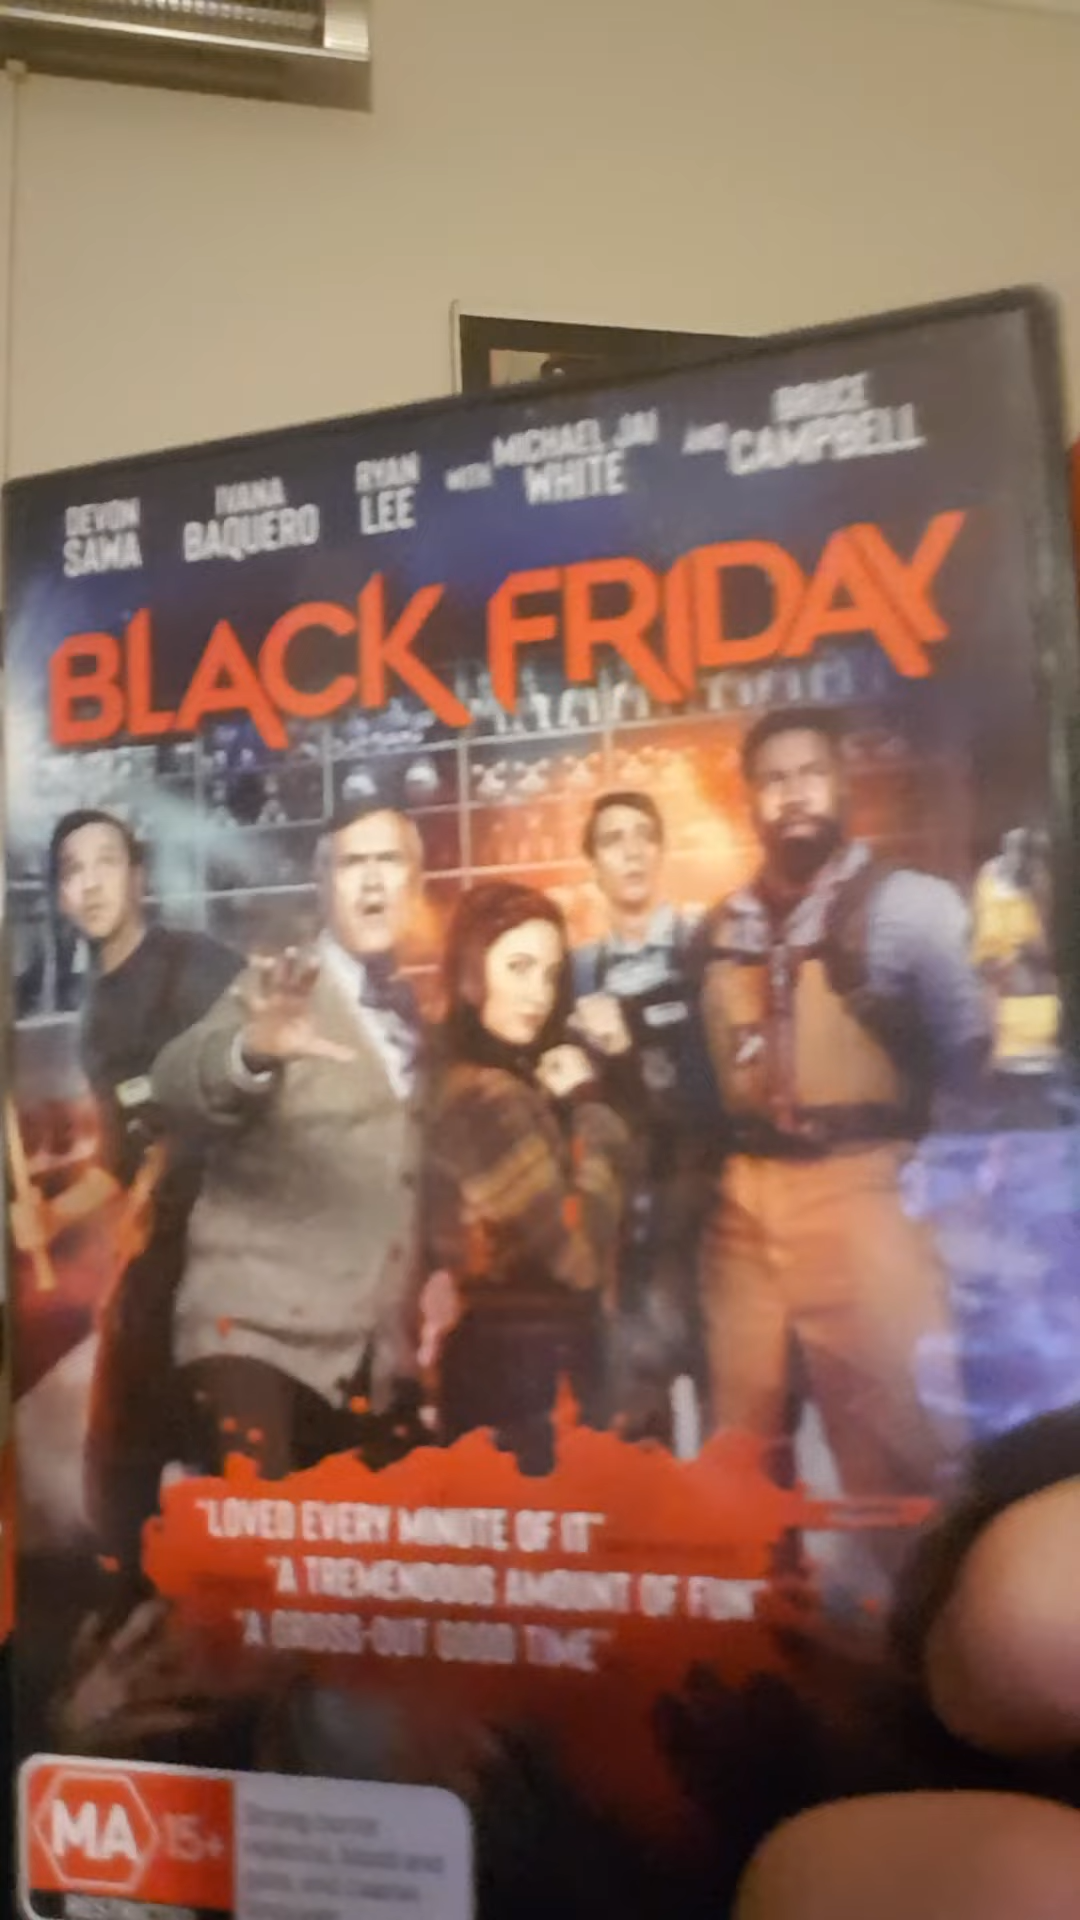 DEVON SAWA
IVANA BAQUERO
RYAN LEE
WITH MICHAEL JAI WHITE
AND BRUCE CAMPBELL
BLACK FRIDAY
"LOVED EVERY MINUTE OF IT"
"A TREMENDOUS AMOUNT OF FUN"
"A GROSS-OUT GOOD TIME"
MA 15+